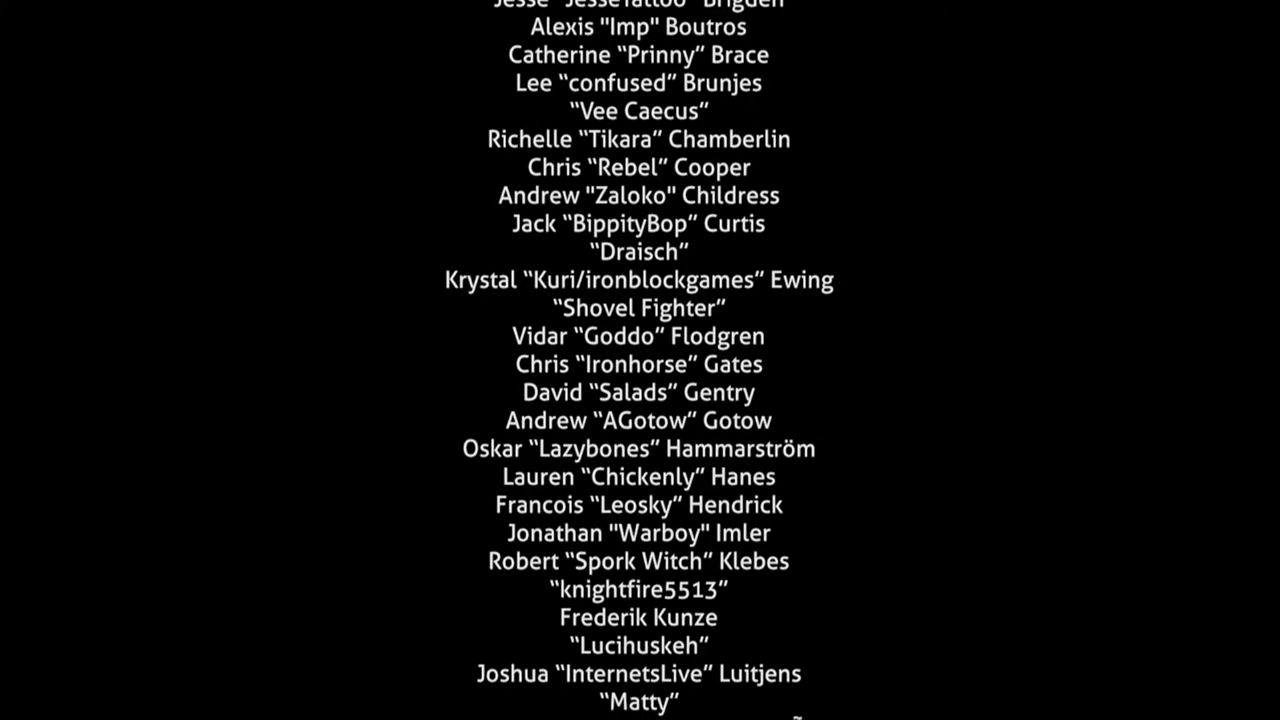 Jesse "JesseTattoo" Brigden
Alexis "Imp" Boutros
Catherine “Prinny” Brace
Lee “confused” Brunjes
“Vee Caecus”
Richelle “Tikara” Chamberlin
Chris “Rebel” Cooper
Andrew "Zaloko" Childress
Jack “BippityBop” Curtis
“Draisch”
Krystal “Kuri/ironblockgames” Ewing
“Shovel Fighter”
Vidar “Goddo” Flodgren
Chris “Ironhorse” Gates
David “Salads” Gentry
Andrew “AGotow” Gotow
Oskar “Lazybones” Hammarström
Lauren “Chickenly” Hanes
Francois “Leosky” Hendrick
Jonathan "Warboy" Imler
Robert “Spork Witch” Klebes
“knightfire5513”
Frederik Kunze
“Lucihuskeh”
Joshua “InternetsLive” Luitjens
“Matty”